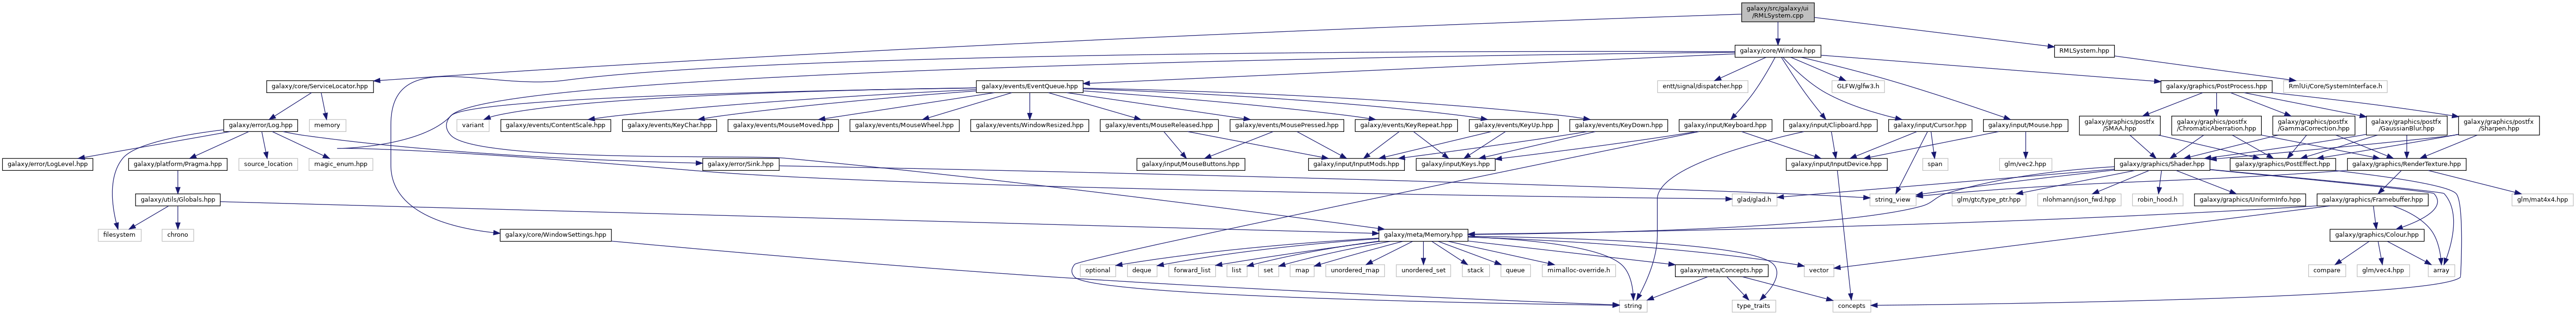 galaxy/src/galaxy/ui
/RMLSystem.cpp
galaxy/core/Window.hpp
RMLSystem.hpp
galaxy/core/ServiceLocator.hpp
galaxy/events/EventQueue.hpp
entt/signal/dispatcher.hpp
GLFW/glfw3.h
galaxy/graphics/PostProcess.hpp
RmlUi/Core/SystemInterface.h
galaxy/error/Log.hpp
memory
variant
galaxy/events/ContentScale.hpp
galaxy/events/KeyChar.hpp
galaxy/events/MouseMoved.hpp
galaxy/events/MouseWheel.hpp
galaxy/events/WindowResized.hpp
galaxy/events/MouseReleased.hpp
galaxy/events/MousePressed.hpp
galaxy/events/KeyRepeat.hpp
galaxy/events/KeyUp.hpp
galaxy/events/KeyDown.hpp
galaxy/input/Keyboard.hpp
galaxy/input/Clipboard.hpp
galaxy/input/Cursor.hpp
galaxy/input/Mouse.hpp
galaxy/graphics/postfx
/SMAA.hpp
galaxy/graphics/postfx
/ChromaticAberration.hpp
galaxy/graphics/postfx
/GammaCorrection.hpp
galaxy/graphics/postfx
/GaussianBlur.hpp
galaxy/graphics/postfx
/Sharpen.hpp
galaxy/error/LogLevel.hpp
galaxy/platform/Pragma.hpp
source_location
magic_enum.hpp
galaxy/error/Sink.hpp
galaxy/input/MouseButtons.hpp
galaxy/input/InputMods.hpp
galaxy/input/Keys.hpp
galaxy/input/InputDevice.hpp
span
glm/vec2.hpp
galaxy/graphics/Shader.hpp
galaxy/graphics/PostEffect.hpp
galaxy/graphics/RenderTexture.hpp
galaxy/utils/Globals.hpp
glad/glad.h
string_view
glm/gtc/type_ptr.hpp
nlohmann/json_fwd.hpp
robin_hood.h
galaxy/graphics/UniformInfo.hpp
galaxy/graphics/Framebuffer.hpp
glm/mat4x4.hpp
filesystem
chrono
galaxy/core/WindowSettings.hpp
galaxy/meta/Memory.hpp
galaxy/graphics/Colour.hpp
optional
deque
forward_list
list
set
map
unordered_map
unordered_set
stack
queue
mimalloc-override.h
galaxy/meta/Concepts.hpp
vector
compare
glm/vec4.hpp
array
string
type_traits
concepts